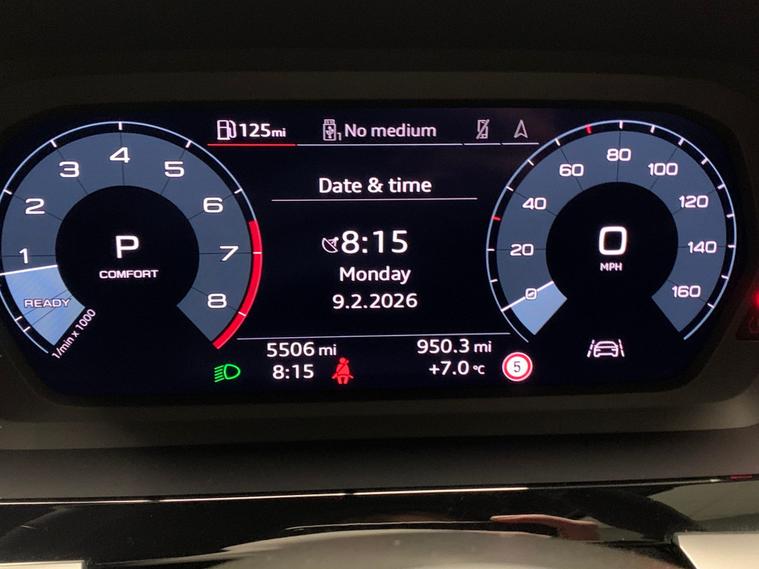 125mi
1 No medium
Date & time
8:15
Monday
9.2.2026
1
2
3
4
5
6
7
8
P
COMFORT
READY
1/min x 1000
0
20
40
60
80
100
120
140
160
0
MPH
5506 mi
8:15
950.3 mi
+7.0 °C
5